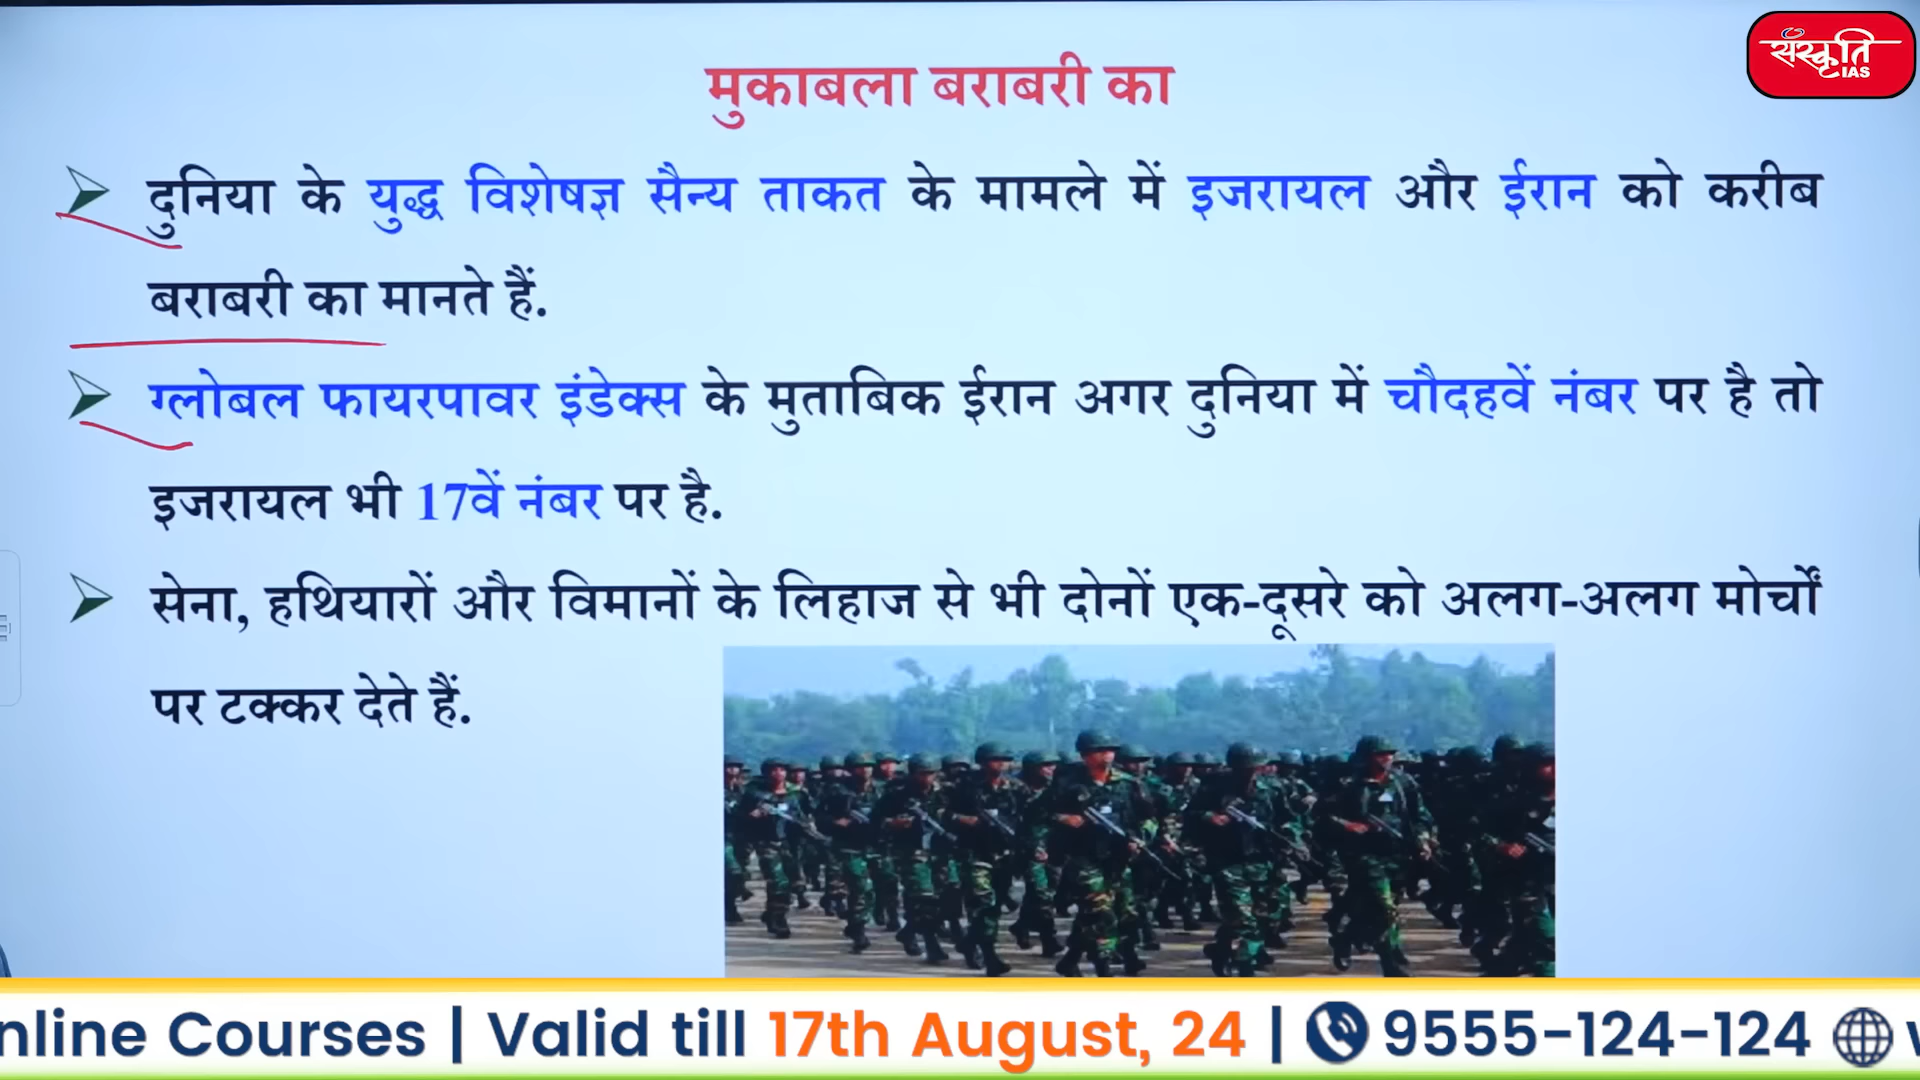 संस्कृति
IAS
मुकाबला बराबरी का
दुनिया के युद्ध विशेषज्ञ सैन्य ताकत के मामले में इजरायल और ईरान को करीब
बराबरी का मानते हैं.
ग्लोबल फायरपावर इंडेक्स के मुताबिक ईरान अगर दुनिया में चौदहवें नंबर पर है तो
इजरायल भी 17वें नंबर पर है.
सेना, हथियारों और विमानों के लिहाज से भी दोनों एक-दूसरे को अलग-अलग मोर्चों
पर टक्कर देते हैं.
nline Courses | Valid till 17th August, 24 | 9555-124-124